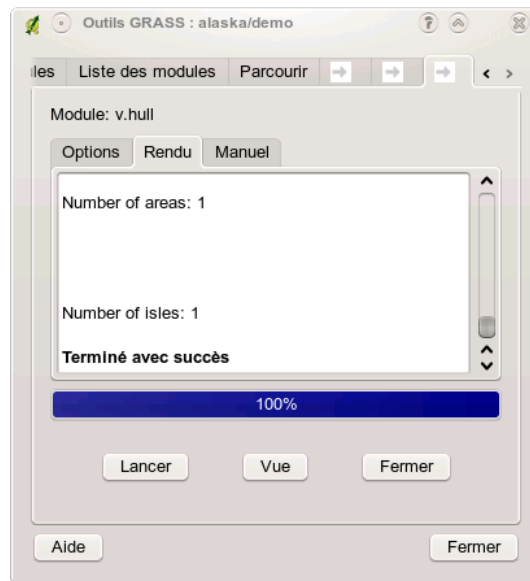 Outils GRASS : alaska/demo
ules Liste des modules Parcourir
Module: v.hull
Options Rendu Manuel
Number of areas: 1
Number of isles: 1
Terminé avec succès
100%
Lancer Vue Fermer
Aide Fermer